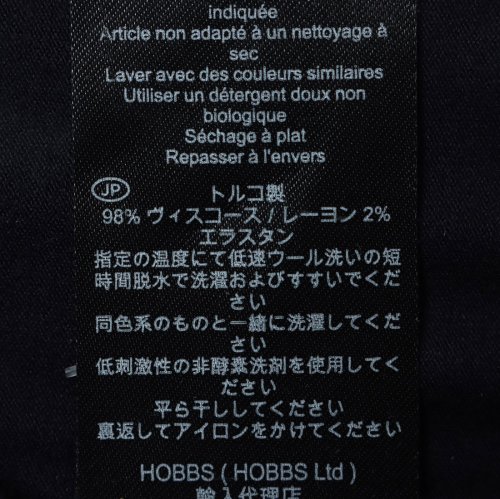 indiquée
Article non adapté à un nettoyage à
sec
Laver avec des couleurs similaires
Utiliser un détergent doux non
biologique
Séchage à plat
Repasser à l'envers
JP
トルコ製
98% ヴィスコース / レーヨン 2%
エラスタン
指定の温度にて低速ウール洗いの短
時間脱水で洗濯およびすすいでくだ
さい
同色系のものと一緒に洗濯してくだ
さい
低刺激性の非酵素洗剤を使用してく
ださい
平ら干ししてください
裏返してアイロンをかけてください
HOBBS ( HOBBS Ltd )
輸入代理店